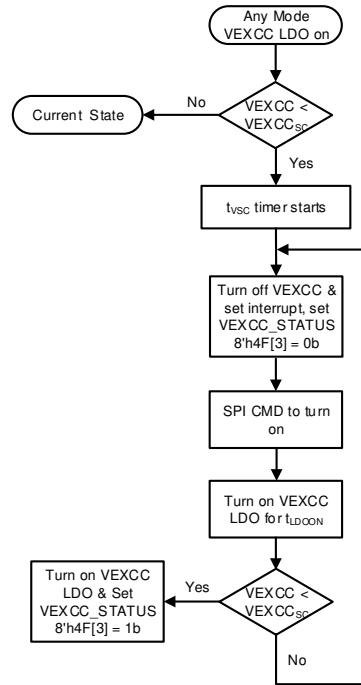 Any Mode
VEXCC LDO on
No
VEXCC <
VEXCCSC
Current State
Yes
tVSC timer starts
Turn off VEXCC &
set interrupt, set
VEXCC_STATUS
8'h4F[3] = 0b
SPI CMD to turn
on
Turn on VEXCC
LDO for tLDOON
Turn on VEXCC
LDO & Set
VEXCC_STATUS
8'h4F[3] = 1b
Yes
VEXCC <
VEXCCSC
No